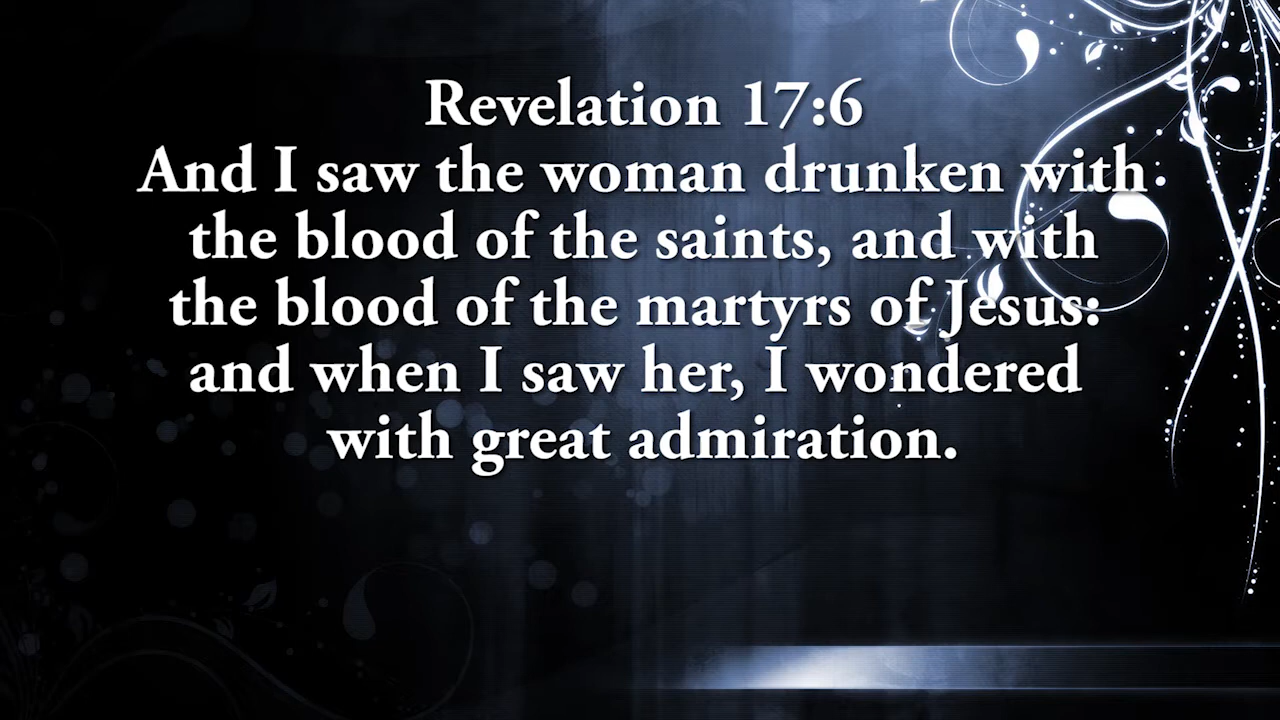 Revelation 17:6
And I saw the woman drunken with
the blood of the saints, and with
the blood of the martyrs of Jesus:
and when I saw her, I wondered
with great admiration.